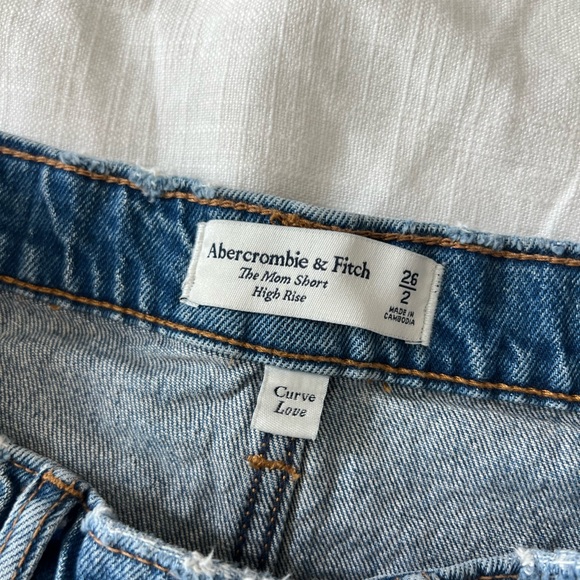 Abercrombie & Fitch
The Mom Short
High Rise
26
2
MADE IN
CAMBODIA
Curve
Love